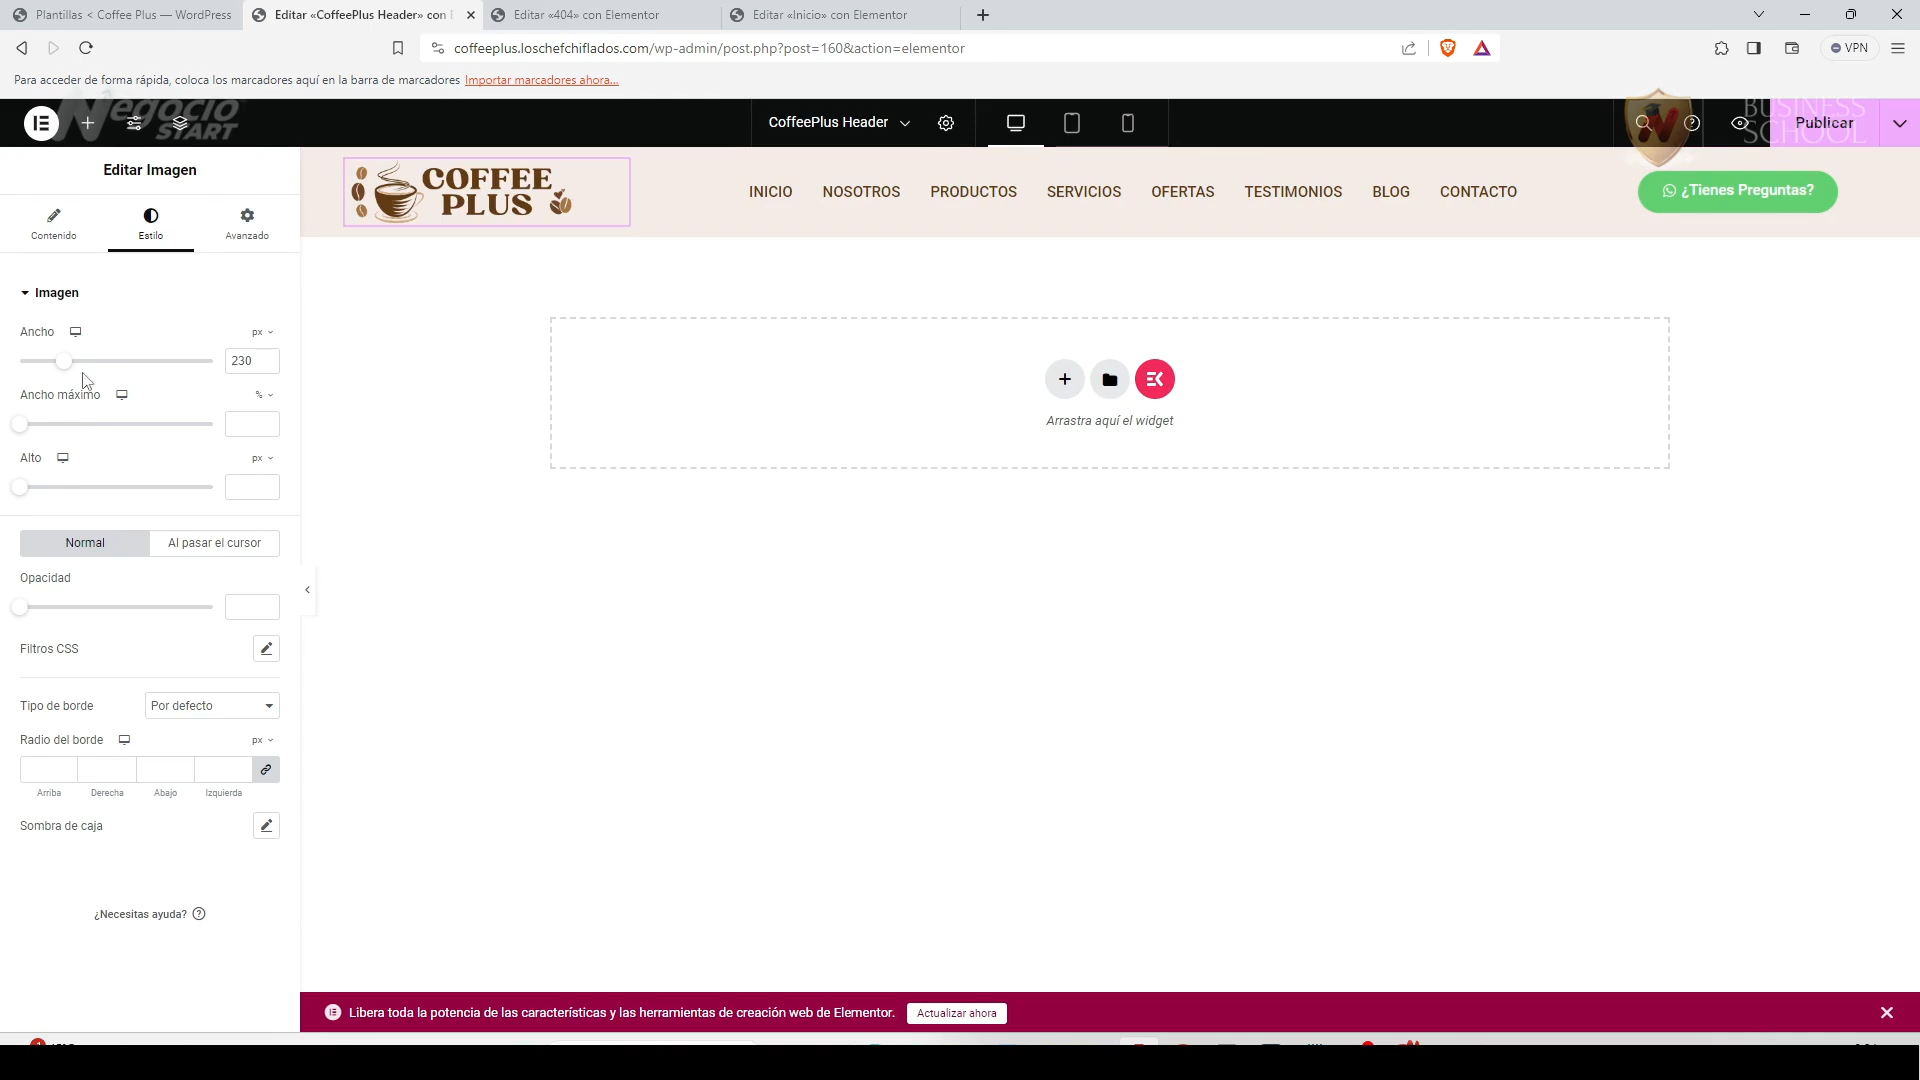 Plantillas < Coffee Plus — WordPress
Editar «CoffeePlus Header» con E
Editar «404» con Elementor
Editar «Inicio» con Elementor
coffeeplus.loschefchiflados.com/wp-admin/post.php?post=160&action=elementor
VPN
Para acceder de forma rápida, coloca los marcadores aquí en la barra de marcadores Importar marcadores ahora...
Negocio
START
CoffeePlus Header
BUSINESS
SCHOOL
Publicar
Editar Imagen
Contenido
Estilo
Avanzado
COFFEE
PLUS
INICIO
NOSOTROS
PRODUCTOS
SERVICIOS
OFERTAS
TESTIMONIOS
BLOG
CONTACTO
¿Tienes Preguntas?
Imagen
Ancho
px
230
Ancho máximo
%
Alto
px
Normal
Al pasar el cursor
Opacidad
Filtros CSS
Tipo de borde
Por defecto
Radio del borde
px
Arriba
Derecha
Abajo
Izquierda
Sombra de caja
¿Necesitas ayuda?
Arrastra aquí el widget
Libera toda la potencia de las características y las herramientas de creación web de Elementor.
Actualizar ahora